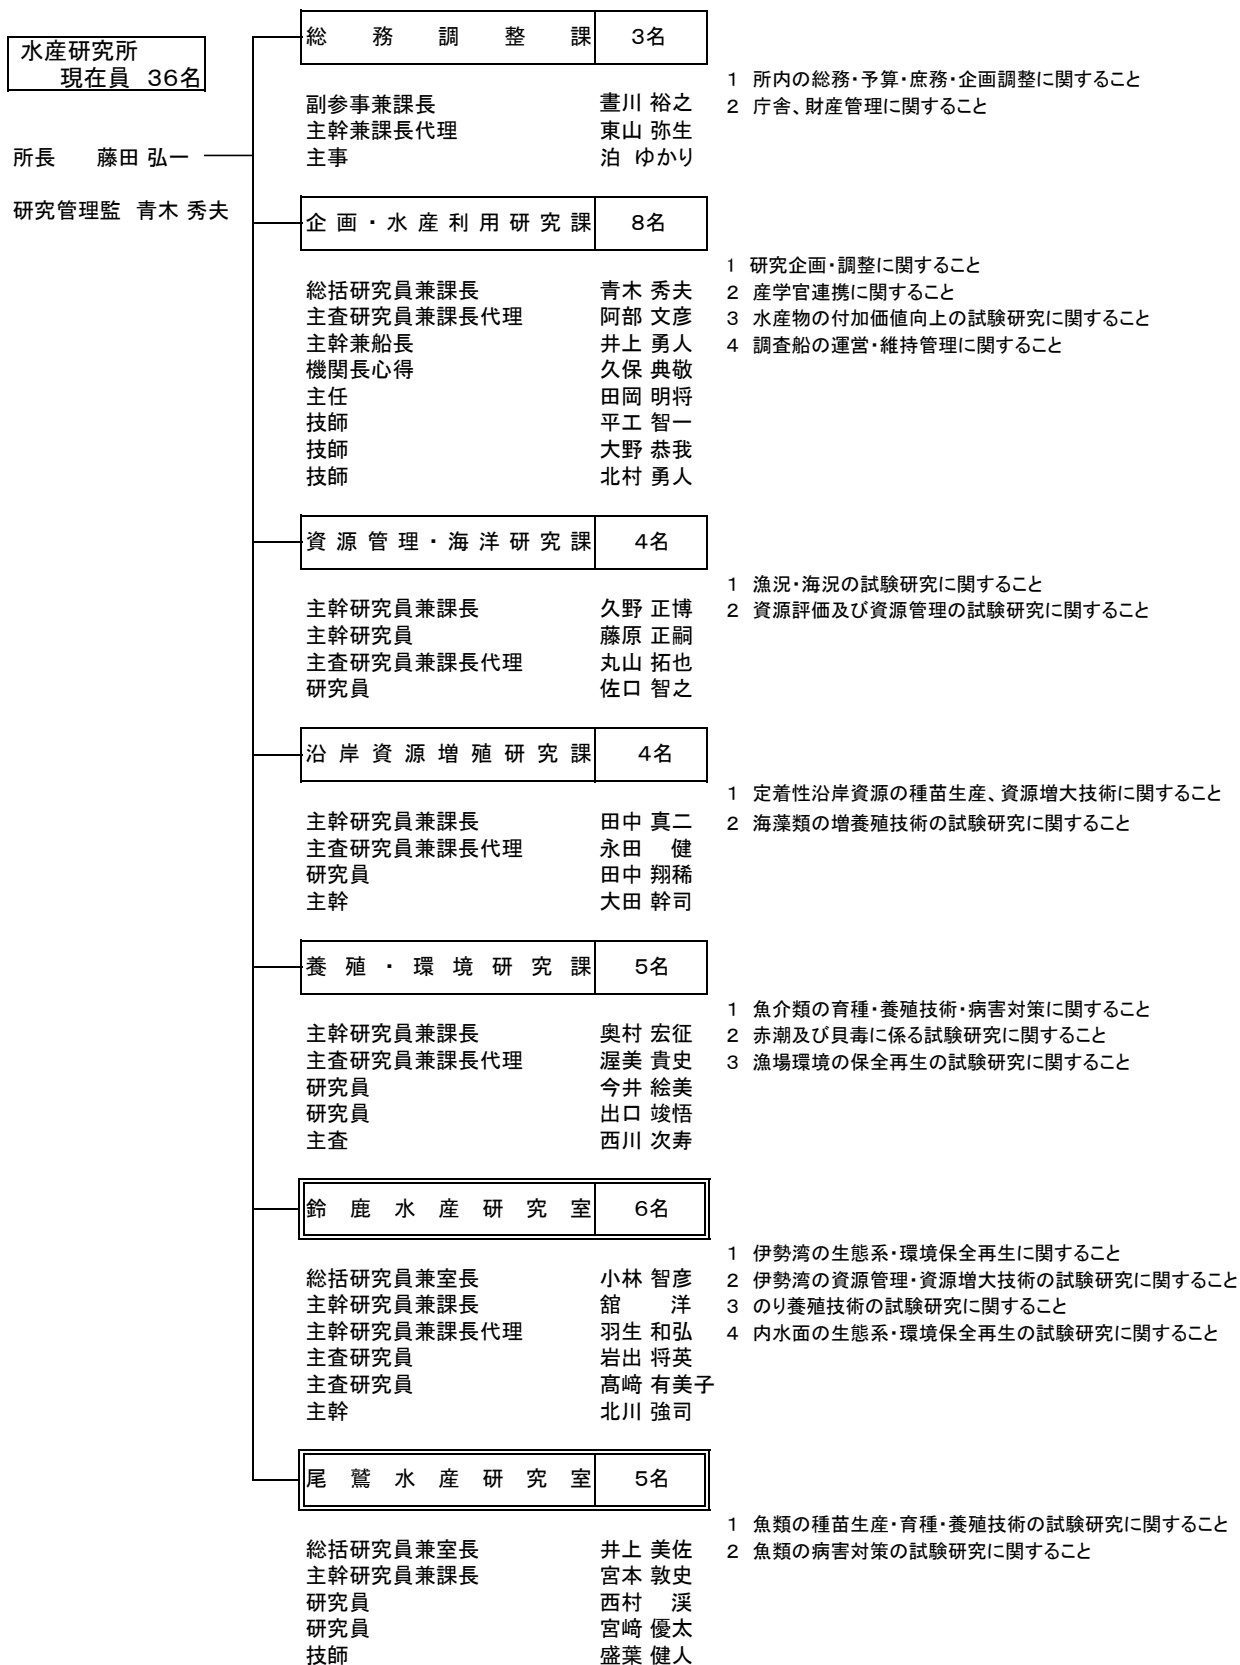 水産研究所
現在員 36名
所長 藤田 弘一
研究管理監 青木 秀夫
総務調整課 3名
1 所内の総務・予算・庶務・企画調整に関すること
副参事兼課長 晝川 裕之 2 庁舎、財産管理に関すること
主幹兼課長代理 東山 弥生
主事 泊 ゆかり
企画・水産利用研究課 8名
1 研究企画・調整に関すること
総括研究員兼課長 青木 秀夫 2 産学官連携に関すること
主査研究員兼課長代理 阿部 文彦 3 水産物の付加価値向上の試験研究に関すること
主幹兼船長 井上 勇人 4 調査船の運営・維持管理に関すること
機関長心得 久保 典敬
主任 田岡 明将
技師 平工 智一
技師 大野 恭我
技師 北村 勇人
資源管理・海洋研究課 4名
1 漁況・海況の試験研究に関すること
主幹研究員兼課長 久野 正博 2 資源評価及び資源管理の試験研究に関すること
主幹研究員 藤原 正嗣
主査研究員兼課長代理 丸山 拓也
研究員 佐口 智之
沿岸資源増殖研究課 4名
1 定着性沿岸資源の種苗生産、資源増大技術に関すること
主幹研究員兼課長 田中 真二 2 海藻類の増養殖技術の試験研究に関すること
主査研究員兼課長代理 永田 健
研究員 田中 翔稀
主幹 大田 幹司
養殖・環境研究課 5名
1 魚介類の育種・養殖技術・病害対策に関すること
主幹研究員兼課長 奥村 宏征 2 赤潮及び貝毒に係る試験研究に関すること
主査研究員兼課長代理 渥美 貴史 3 漁場環境の保全再生の試験研究に関すること
研究員 今井 絵美
研究員 出口 竣悟
主査 西川 次寿
鈴鹿水産研究室 6名
1 伊勢湾の生態系・環境保全再生に関すること
総括研究員兼室長 小林 智彦 2 伊勢湾の資源管理・資源増大技術の試験研究に関すること
主幹研究員兼課長 舘 洋 3 のり養殖技術の試験研究に関すること
主幹研究員兼課長代理 羽生 和弘 4 内水面の生態系・環境保全再生の試験研究に関すること
主査研究員 岩出 将英
主査研究員 髙﨑 有美子
主幹 北川 強司
尾鷲水産研究室 5名
1 魚類の種苗生産・育種・養殖技術の試験研究に関すること
総括研究員兼室長 井上 美佐 2 魚類の病害対策の試験研究に関すること
主幹研究員兼課長 宮本 敦史
研究員 西村 渓
研究員 宮﨑 優太
技師 盛葉 健人